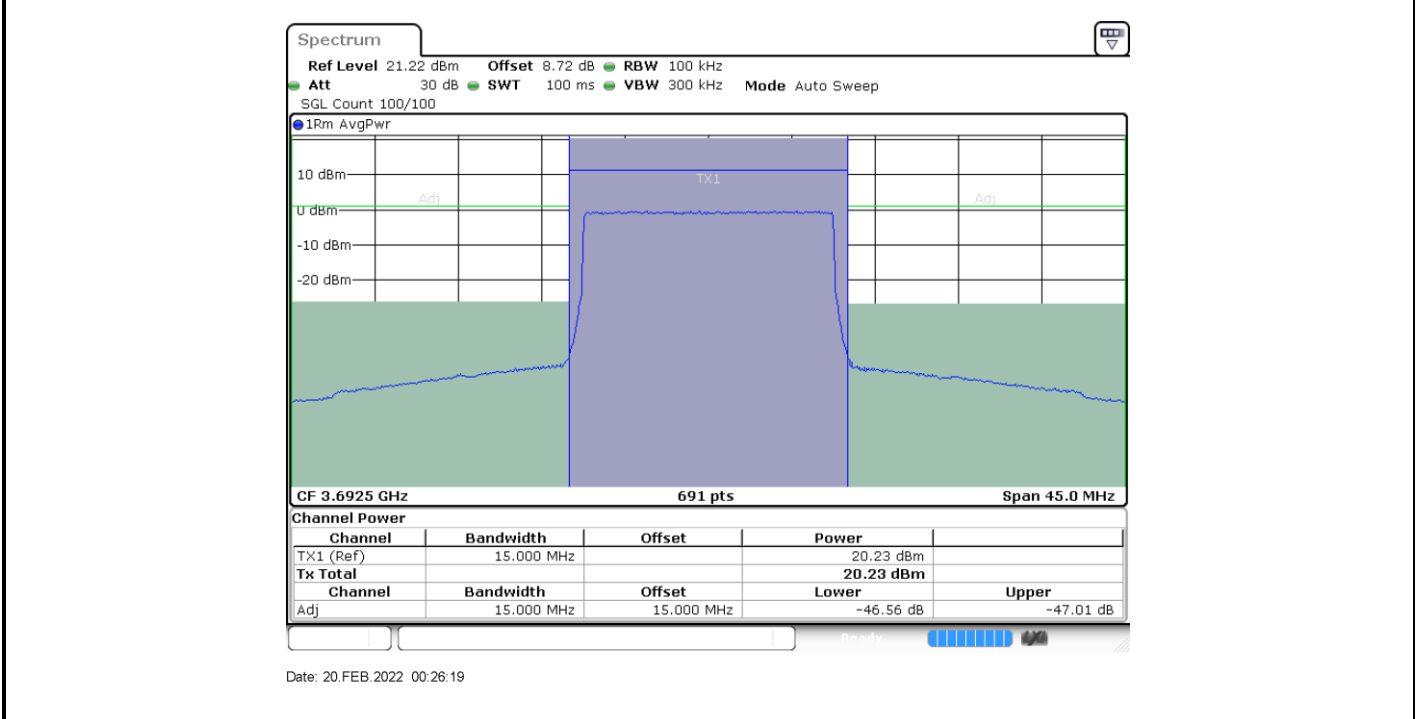 Spectrum
Ref Level 21.22 dBm Offset 8.72 dB RBW 100 kHz
Att 30 dB SWT 100 ms VBW 300 kHz Mode Auto Sweep
SGL Count 100/100
1Rm AvgPwr
10 dBm
TX1
Adj Adj
0 dBm
-10 dBm
-20 dBm
CF 3.6925 GHz 691 pts Span 45.0 MHz
Channel Power
Channel Bandwidth Offset Power
TX1 (Ref) 15.000 MHz 20.23 dBm
Tx Total 20.23 dBm
Channel Bandwidth Offset Lower Upper
Adj 15.000 MHz 15.000 MHz -46.56 dB -47.01 dB
Ready
Date: 20.FEB.2022 00:26:19